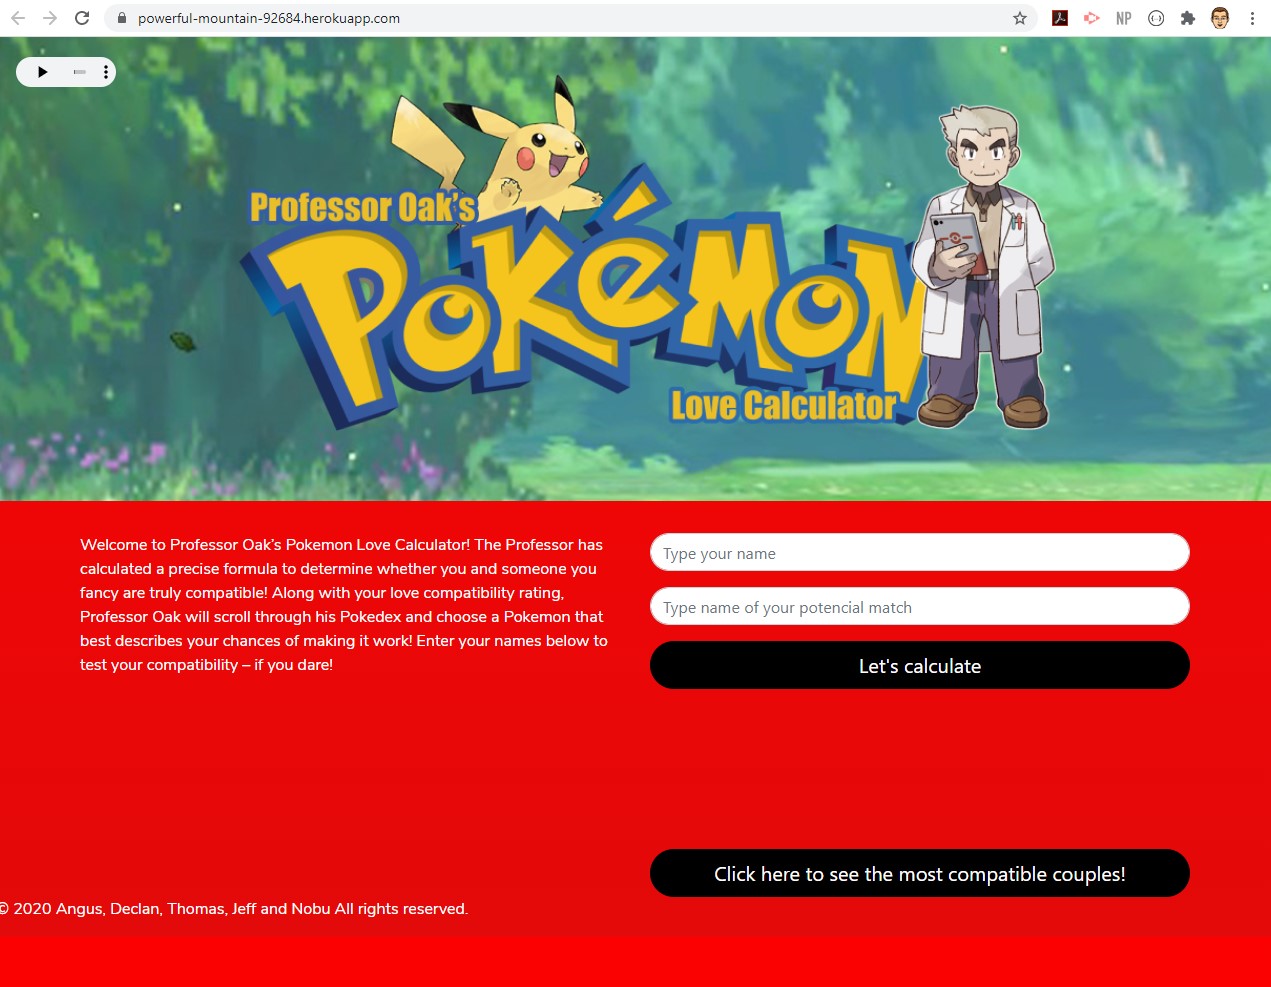 powerful-mountain-92684.herokuapp.com
NP
Professor Oak's
POKéMON
Love Calculator
Welcome to Professor Oak’s Pokemon Love Calculator! The Professor has
calculated a precise formula to determine whether you and someone you
fancy are truly compatible! Along with your love compatibility rating,
Professor Oak will scroll through his Pokedex and choose a Pokemon that
best describes your chances of making it work! Enter your names below to
test your compatibility – if you dare!
Type your name
Type name of your potencial match
Let's calculate
Click here to see the most compatible couples!
© 2020 Angus, Declan, Thomas, Jeff and Nobu All rights reserved.